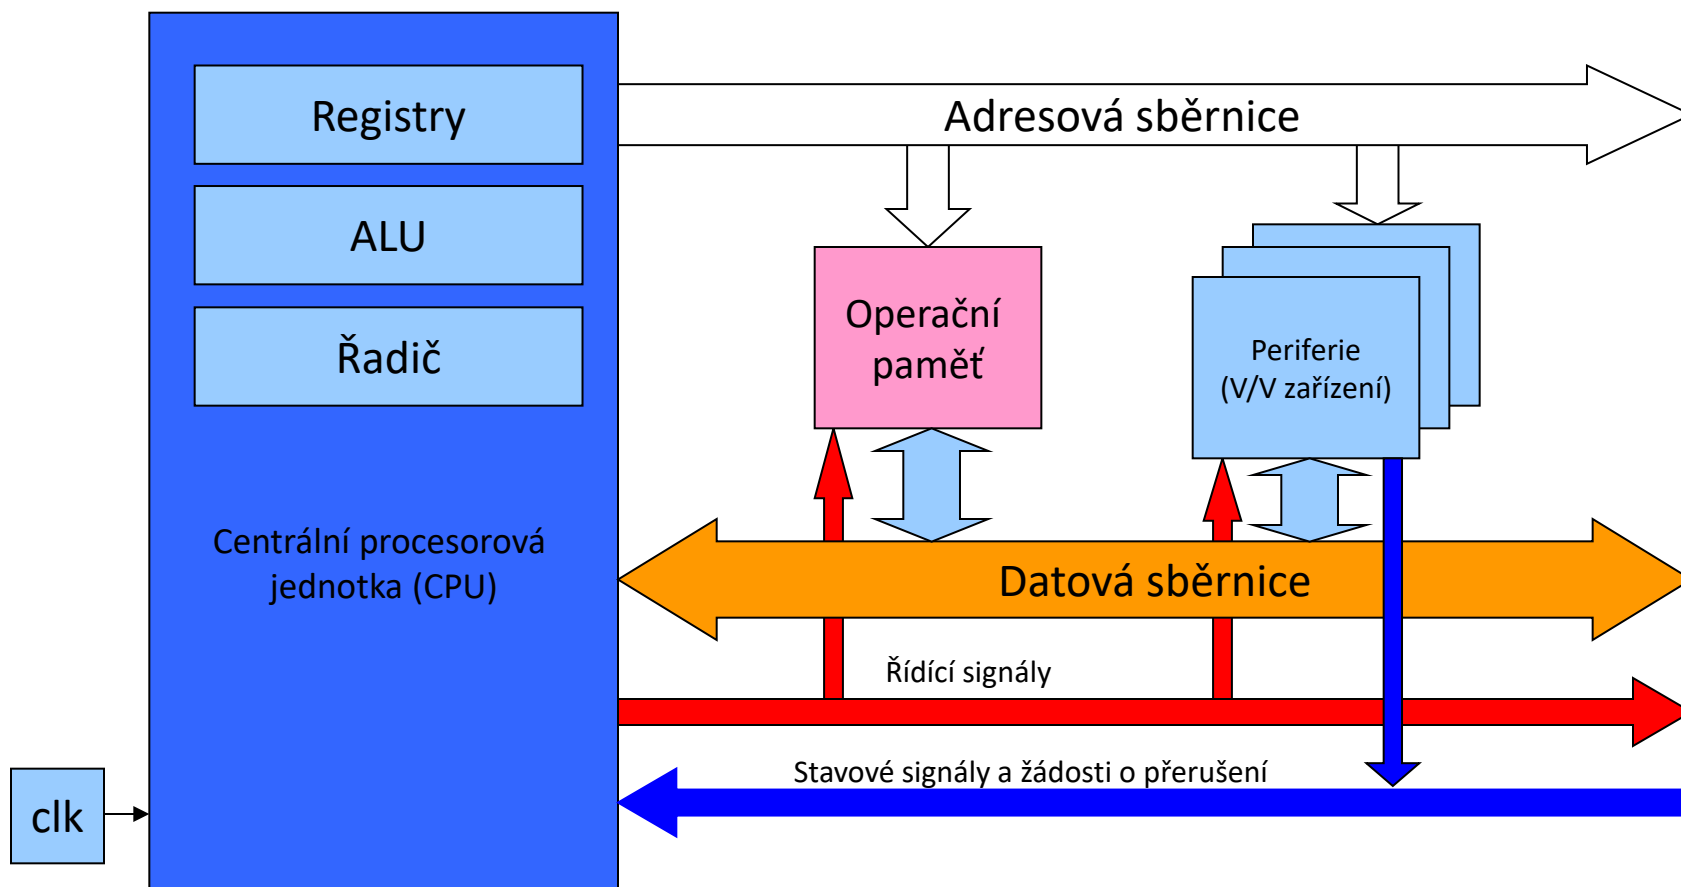 Registry
Adresová sběrnice
ALU
Řadič
Operační
paměť
Periferie
(V/V zařízení)
Centrální procesorová
jednotka (CPU)
Datová sběrnice
Řídící signály
Stavové signály a žádosti o přerušení
clk